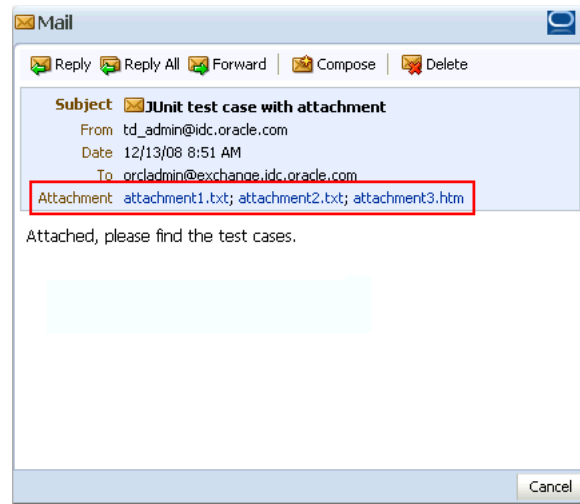 Mail
Reply Reply All Forward Compose Delete
Subject JUnit test case with attachment
From td_admin@idc.oracle.com
Date 12/13/08 8:51 AM
To orcladmin@exchange.idc.oracle.com
Attachment attachment1.txt; attachment2.txt; attachment3.htm
Attached, please find the test cases.
Cancel